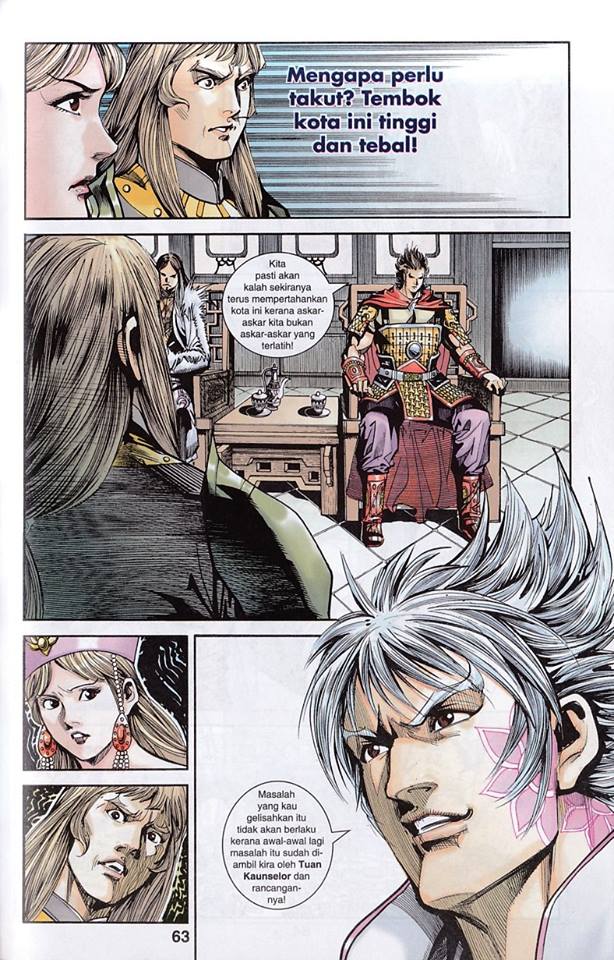 Mengapa perlu
takut? Tembok
kota ini tinggi
dan tebal!
Kita
pasti akan
kalah sekiranya
terus mempertahankan
kota ini kerana askar-
askar kita bukan
askar-askar yang
terlatih!
Masalah
yang kau
gelisahkan itu
tidak akan berlaku
kerana awal-awal lagi
masalah itu sudah di-
ambil kira oleh Tuan
Kaunselor dan
rancangan-
nya!
63